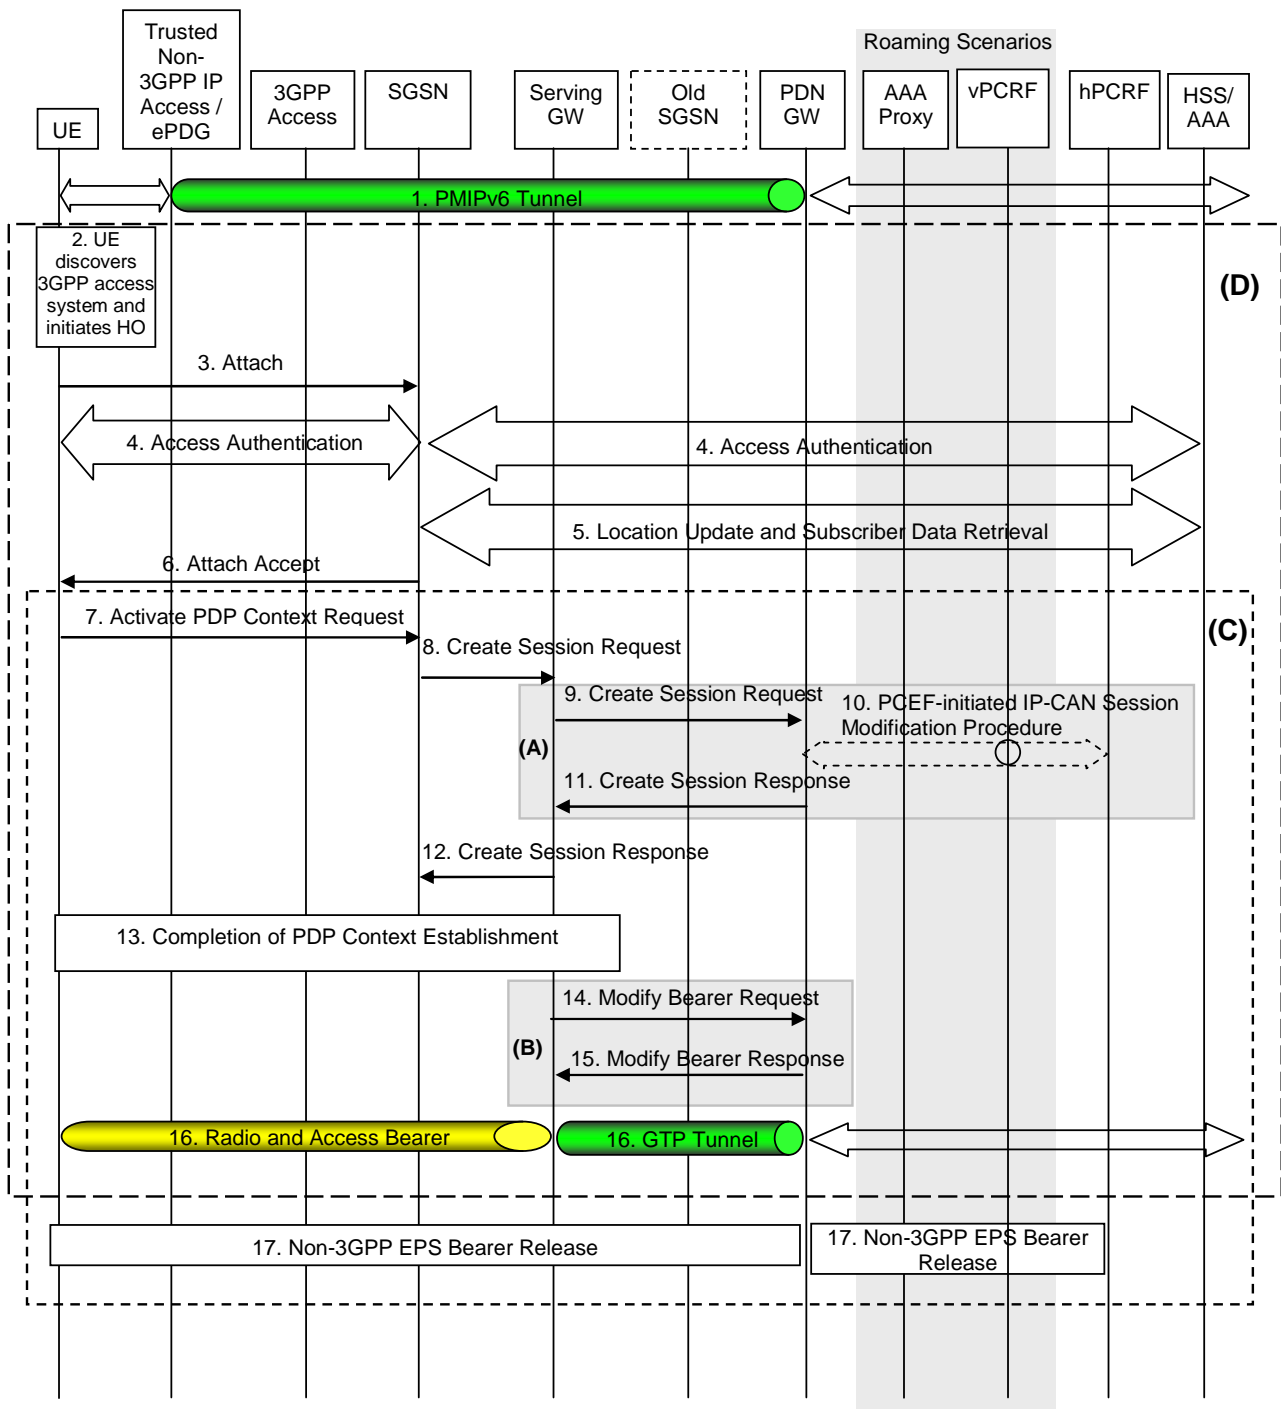 Roaming Scenarios
Trusted
Non-
3GPP IP
Access /
ePDG
UE
3GPP
Access
SGSN
Serving
GW
Old
SGSN
PDN
GW
AAA
Proxy
vPCRF
hPCRF
HSS/
AAA
1. PMIPv6 Tunnel
2. UE
discovers
3GPP access
system and
initiates HO
(D)
3. Attach
4. Access Authentication
4. Access Authentication
5. Location Update and Subscriber Data Retrieval
6. Attach Accept
7. Activate PDP Context Request
(C)
8. Create Session Request
9. Create Session Request
10. PCEF-initiated IP-CAN Session
Modification Procedure
(A)
11. Create Session Response
12. Create Session Response
13. Completion of PDP Context Establishment
14. Modify Bearer Request
(B)
15. Modify Bearer Response
16. Radio and Access Bearer
16. GTP Tunnel
17. Non-3GPP EPS Bearer Release
17. Non-3GPP EPS Bearer
Release